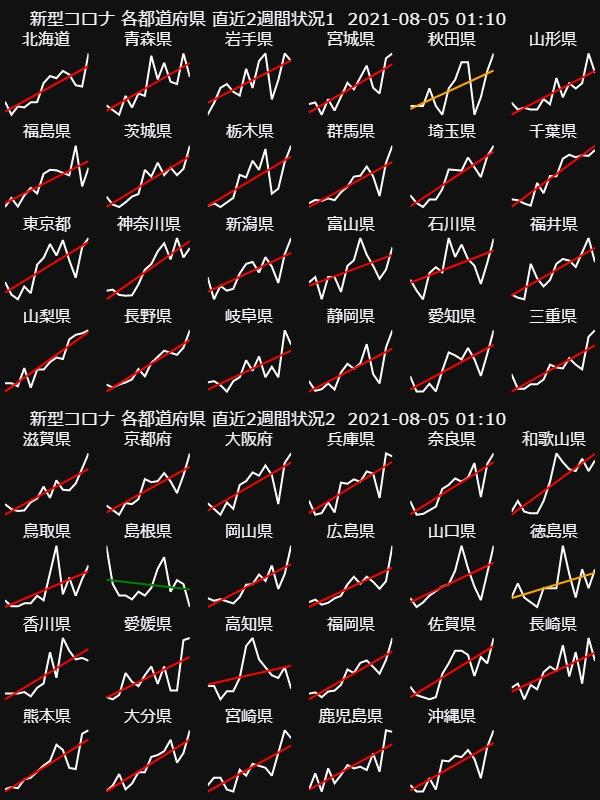 新型コロナ 各都道府県 直近2週間状況1 2021-08-05 01:10
北海道 青森県 岩手県 宮城県 秋田県 山形県
福島県 茨城県 栃木県 群馬県 埼玉県 千葉県
東京都 神奈川県 新潟県 富山県 石川県 福井県
山梨県 長野県 岐阜県 静岡県 愛知県 三重県
新型コロナ 各都道府県 直近2週間状況2 2021-08-05 01:10
滋賀県 京都府 大阪府 兵庫県 奈良県 和歌山県
鳥取県 島根県 岡山県 広島県 山口県 徳島県
香川県 愛媛県 高知県 福岡県 佐賀県 長崎県
熊本県 大分県 宮崎県 鹿児島県 沖縄県